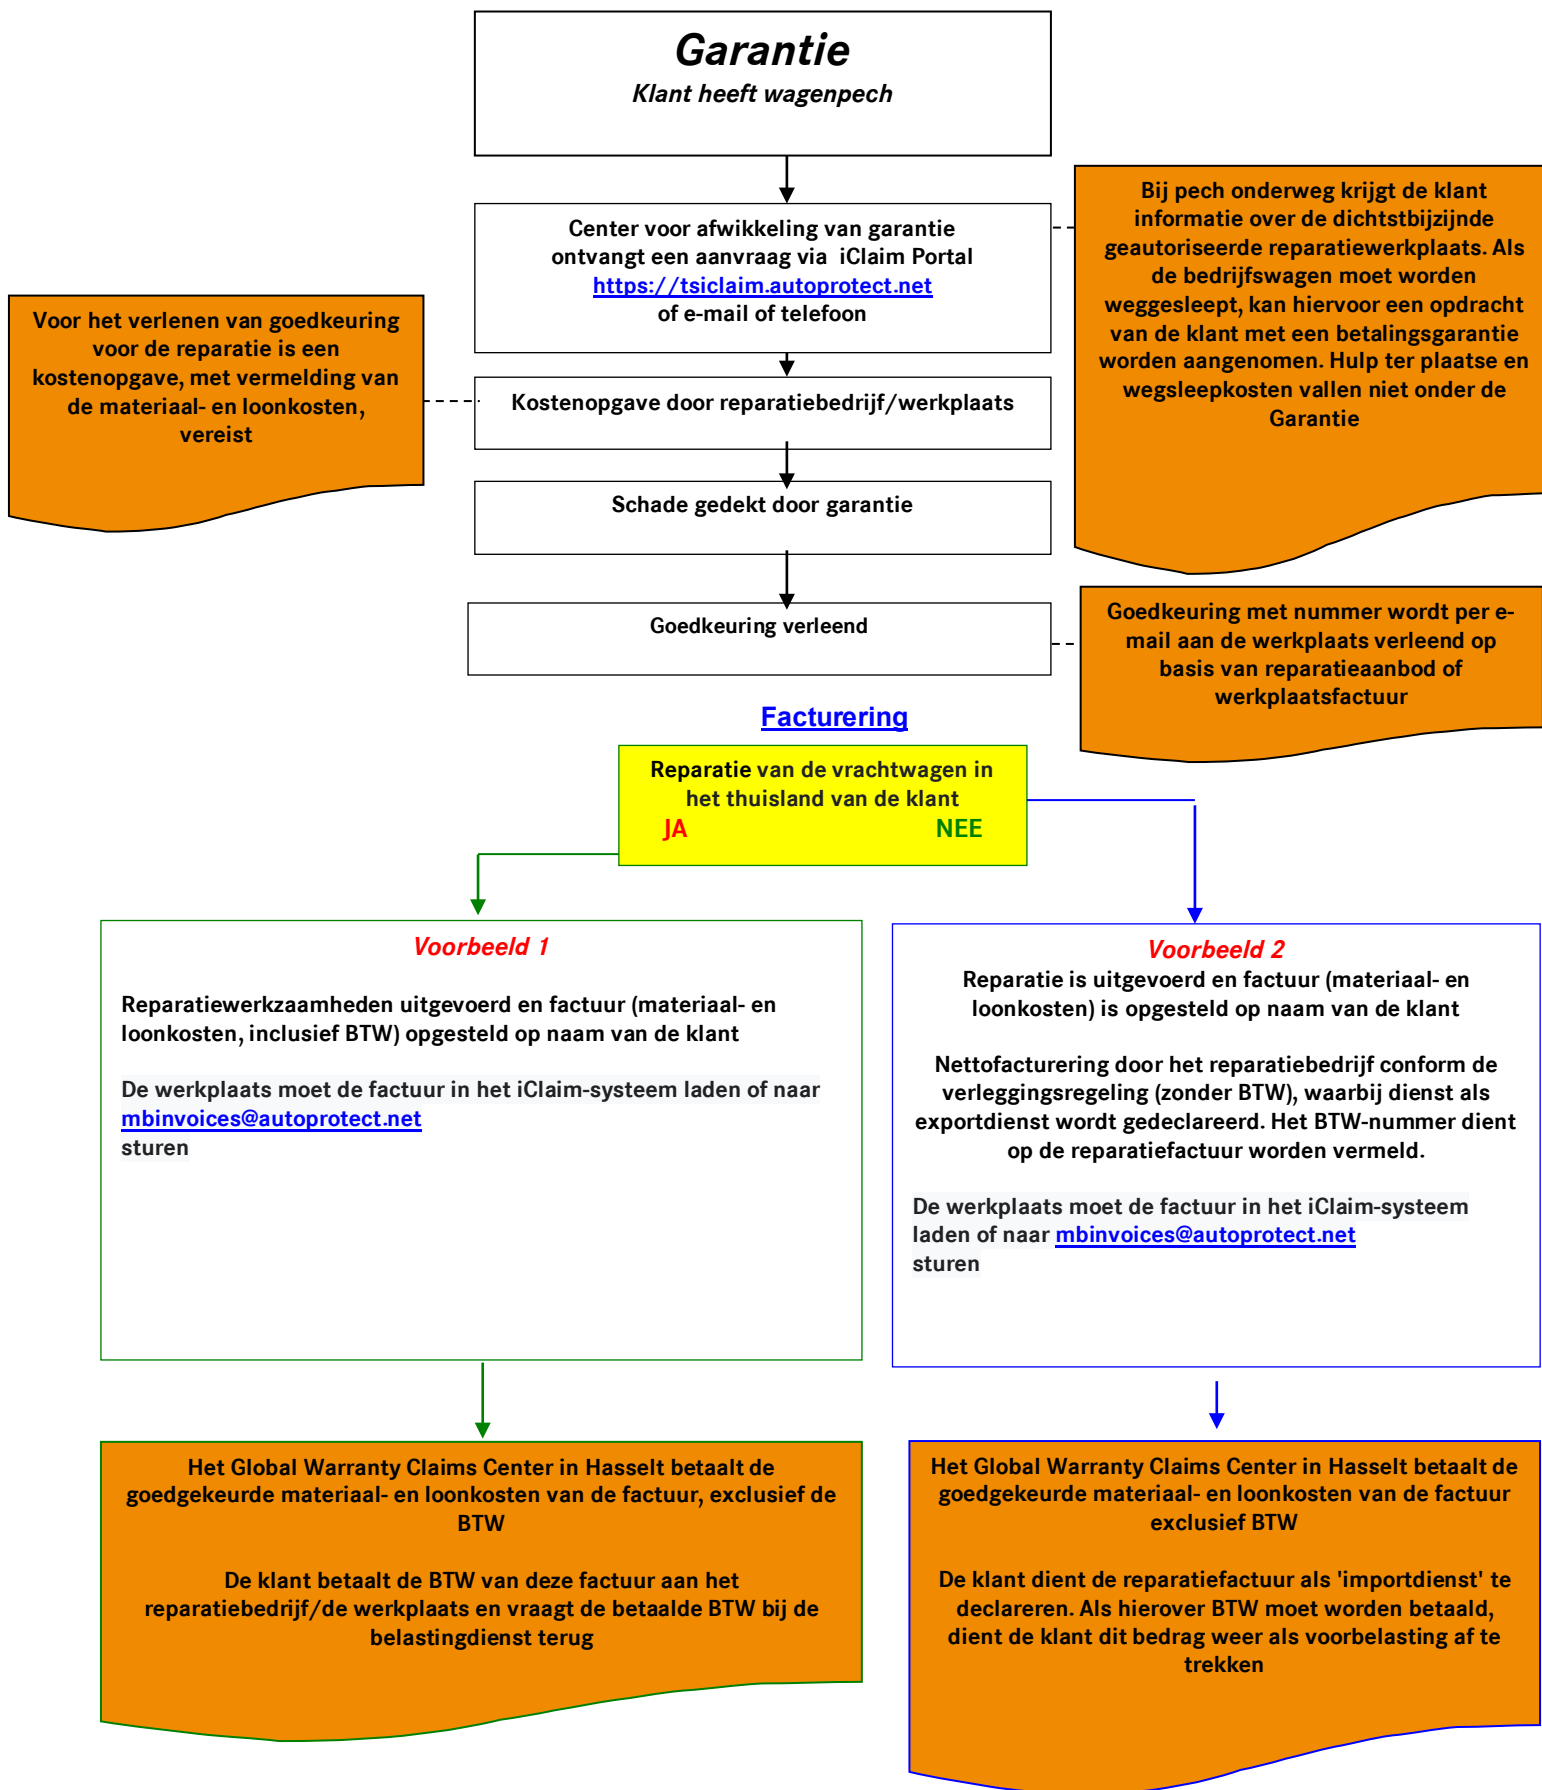 Garantie
Klant heeft wagenpech
Center voor afwikkeling van garantie
ontvangt een aanvraag via iClaim Portal
https://tsiclaim.autoprotect.net
of e-mail of telefoon
Bij pech onderweg krijgt de klant
informatie over de dichtstbijzijnde
geautoriseerde reparatiewerkplaats. Als
de bedrijfswagen moet worden
weggesleept, kan hiervoor een opdracht
van de klant met een betalingsgarantie
worden aangenomen. Hulp ter plaatse en
wegsleepkosten vallen niet onder de
Garantie
Voor het verlenen van goedkeuring
voor de reparatie is een
kostenopgave, met vermelding van
de materiaal- en loonkosten,
vereist
Kostenopgave door reparatiebedrijf/werkplaats
Schade gedekt door garantie
Goedkeuring verleend
Goedkeuring met nummer wordt per e-
mail aan de werkplaats verleend op
basis van reparatieaanbod of
werkplaatsfactuur
Facturering
Reparatie van de vrachtwagen in
het thuisland van de klant
JA NEE
Voorbeeld 1
Reparatiewerkzaamheden uitgevoerd en factuur (materiaal- en
loonkosten, inclusief BTW) opgesteld op naam van de klant
De werkplaats moet de factuur in het iClaim-systeem laden of naar
mbinvoices@autoprotect.net
sturen
Voorbeeld 2
Reparatie is uitgevoerd en factuur (materiaal- en
loonkosten) is opgesteld op naam van de klant
Nettofacturering door het reparatiebedrijf conform de
verleggingsregeling (zonder BTW), waarbij dienst als
exportdienst wordt gedeclareerd. Het BTW-nummer dient
op de reparatiefactuur worden vermeld.
De werkplaats moet de factuur in het iClaim-systeem
laden of naar mbinvoices@autoprotect.net
sturen
Het Global Warranty Claims Center in Hasselt betaalt de
goedgekeurde materiaal- en loonkosten van de factuur, exclusief de
BTW
De klant betaalt de BTW van deze factuur aan het
reparatiebedrijf/de werkplaats en vraagt de betaalde BTW bij de
belastingdienst terug
Het Global Warranty Claims Center in Hasselt betaalt de
goedgekeurde materiaal- en loonkosten van de factuur
exclusief BTW
De klant dient de reparatiefactuur als 'importdienst' te
declareren. Als hierover BTW moet worden betaald,
dient de klant dit bedrag weer als voorbelasting af te
trekken